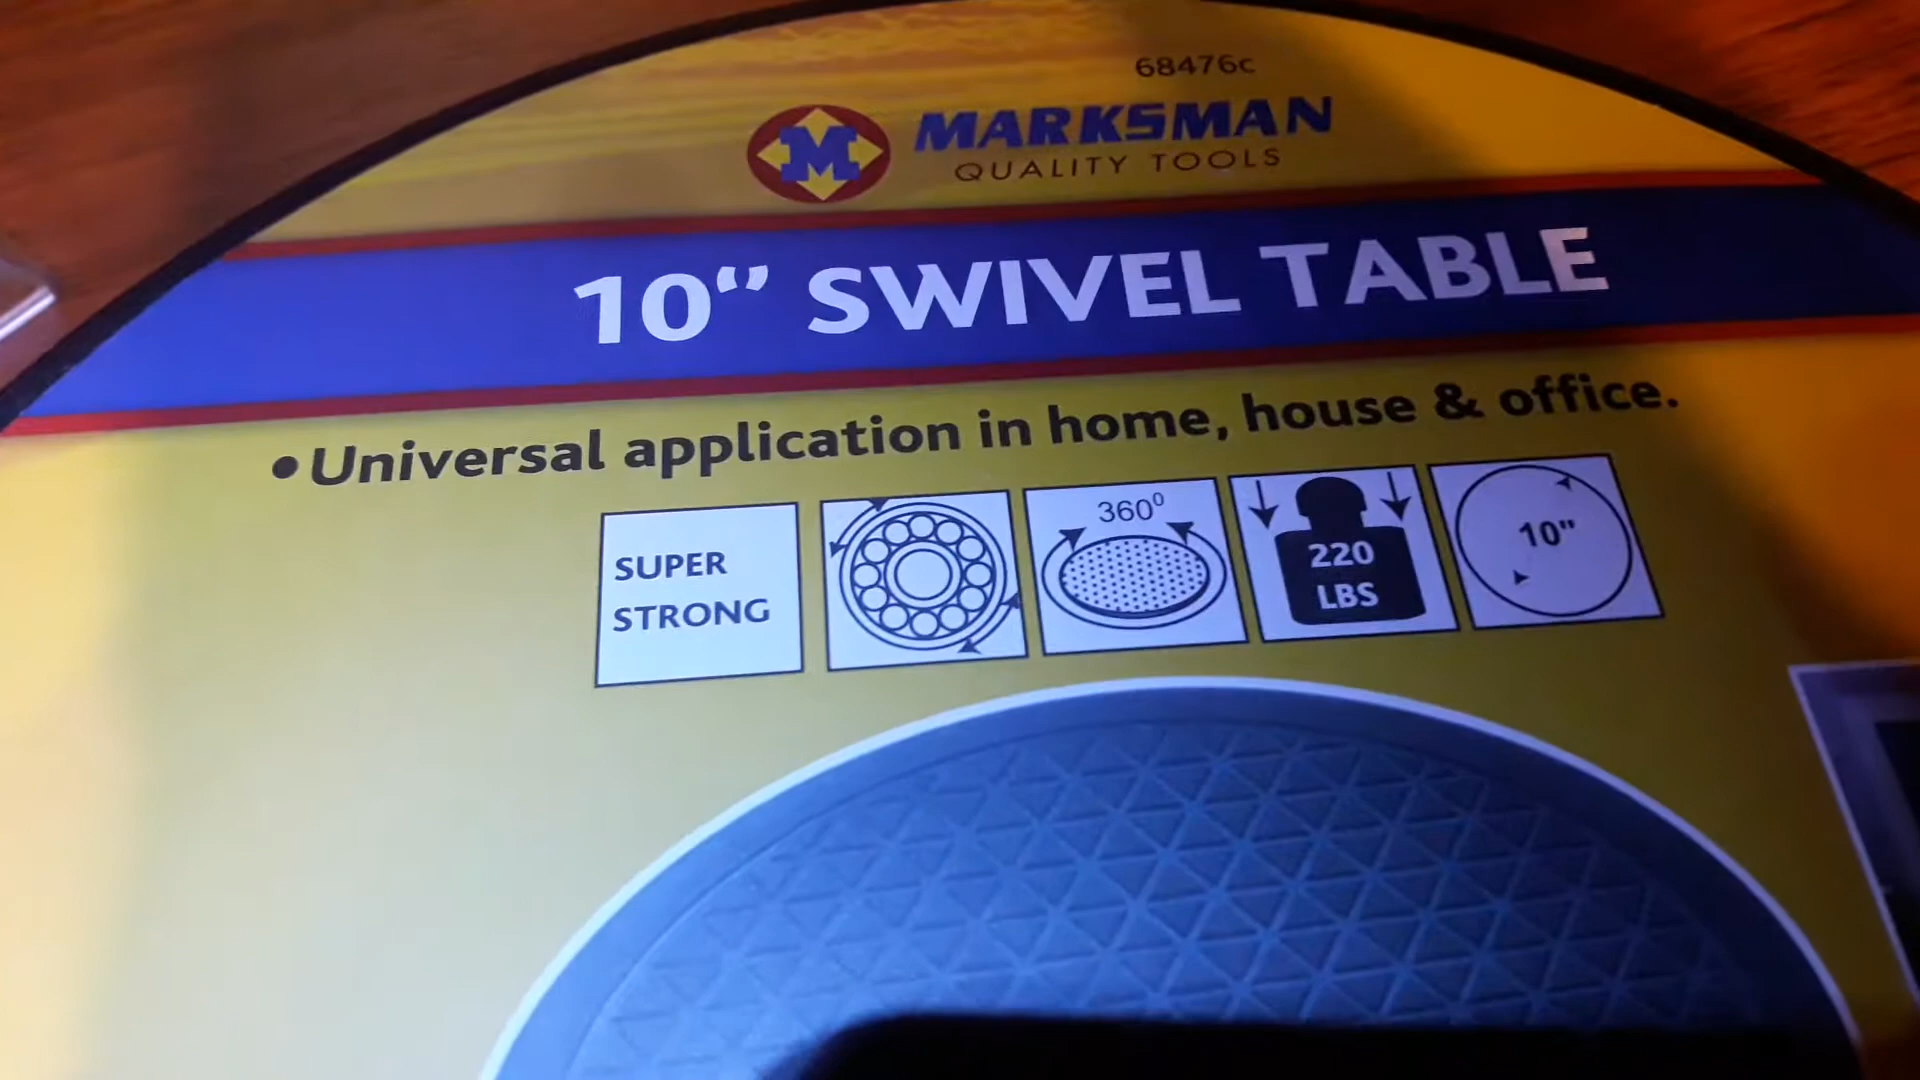 68476c
M MARKSMAN
QUALITY TOOLS
10“ SWIVEL TABLE
•Universal application in home, house & office.
SUPER
STRONG
360⁰
220
LBS
10"